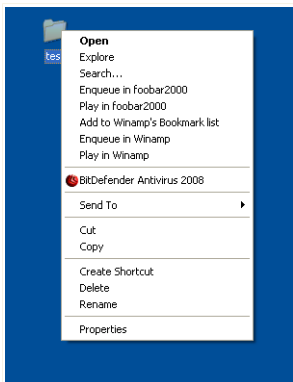 tes
Open
Explore
Search...
Enqueue in foobar2000
Play in foobar2000
Add to Winamp's Bookmark list
Enqueue in Winamp
Play in Winamp
BitDefender Antivirus 2008
Send To
Cut
Copy
Create Shortcut
Delete
Rename
Properties